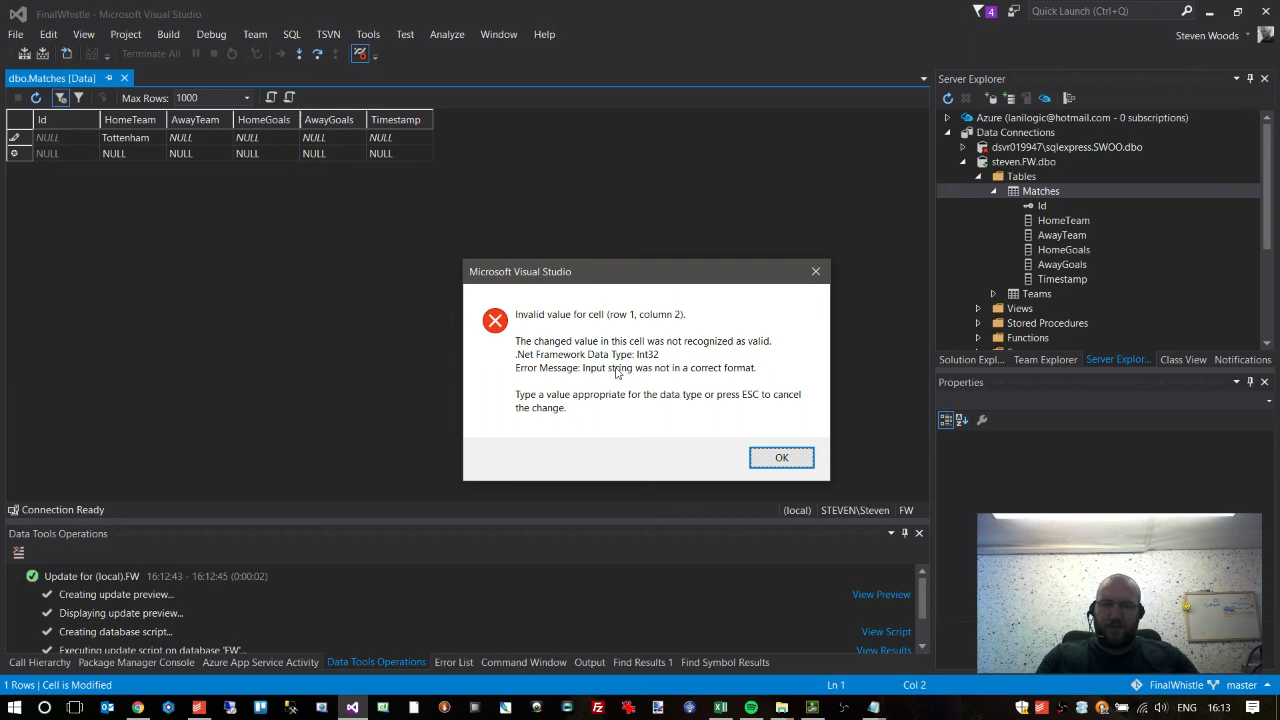 FinalWhistle - Microsoft Visual Studio
4
Quick Launch (Ctrl+Q)
File Edit View Project Build Debug Team SQL TSVN Tools Test Analyze Window Help
Steven Woods
Terminate All
dbo.Matches [Data]
Max Rows: 1000
Id HomeTeam AwayTeam HomeGoals AwayGoals Timestamp
NULL Tottenham NULL NULL NULL NULL
NULL NULL NULL NULL NULL NULL
Server Explorer
Azure (lanilogic@hotmail.com - 0 subscriptions)
Data Connections
dsvr019947\sqlexpress.SWOO.dbo
steven.FW.dbo
Tables
Matches
Id
HomeTeam
AwayTeam
HomeGoals
AwayGoals
Timestamp
Teams
Views
Stored Procedures
Functions
Solution Expl... Team Explorer Server Explor... Class View Notifications
Properties
Microsoft Visual Studio
Invalid value for cell (row 1, column 2).
The changed value in this cell was not recognized as valid.
.Net Framework Data Type: Int32
Error Message: Input string was not in a correct format.
Type a value appropriate for the data type or press ESC to cancel
the change.
OK
Connection Ready
(local) STEVEN\Steven FW
Data Tools Operations
Update for (local).FW 16:12:43 - 16:12:45 (0:00:02)
Creating update preview...
View Preview
Displaying update preview...
Creating database script...
View Script
Executing update script on database 'FW'...
View Results
Call Hierarchy Package Manager Console Azure App Service Activity Data Tools Operations Error List Command Window Output Find Results 1 Find Symbol Results
1 Rows | Cell is Modified
Ln 1 Col 2
FinalWhistle master
ENG 16:13